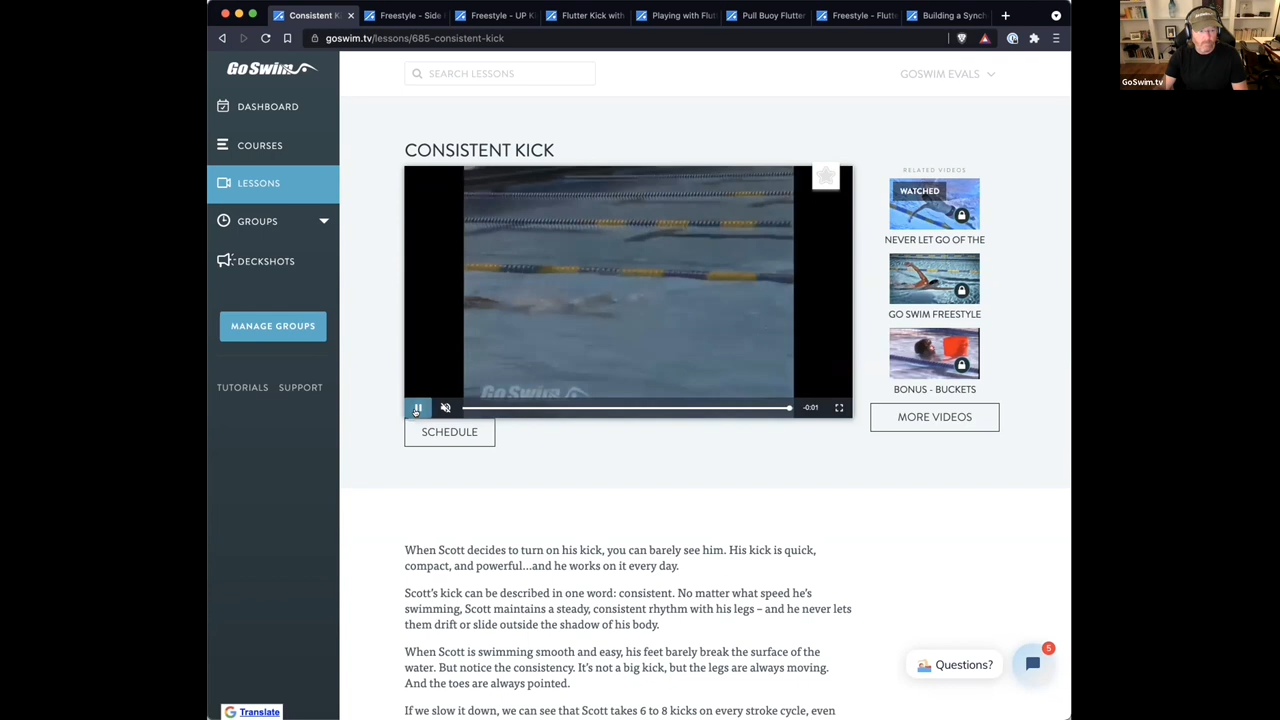 Consistent K
Freestyle - Side
Freestyle - UP K
Flutter Kick with
Playing with Flut
Pull Buoy Flutter
Freestyle - Flutte
Building a Synch
goswim.tv/lessons/685-consistent-kick
GoSwim
SEARCH LESSONS
GOSWIM EVALS
GoSwim.tv
DASHBOARD
COURSES
LESSONS
GROUPS
DECKSHOTS
MANAGE GROUPS
TUTORIALS
SUPPORT
CONSISTENT KICK
GoSwim
-0:01
SCHEDULE
RELATED VIDEOS
WATCHED
NEVER LET GO OF THE
GO SWIM FREESTYLE
BONUS - BUCKETS
MORE VIDEOS
When Scott decides to turn on his kick, you can barely see him. His kick is quick,
compact, and powerful...and he works on it every day.
Scott's kick can be described in one word: consistent. No matter what speed he's
swimming, Scott maintains a steady, consistent rhythm with his legs – and he never lets
them drift or slide outside the shadow of his body.
When Scott is swimming smooth and easy, his feet barely break the surface of the
water. But notice the consistency. It's not a big kick, but the legs are always moving.
And the toes are always pointed.
If we slow it down, we can see that Scott takes 6 to 8 kicks on every stroke cycle, even
Questions?
5
Translate